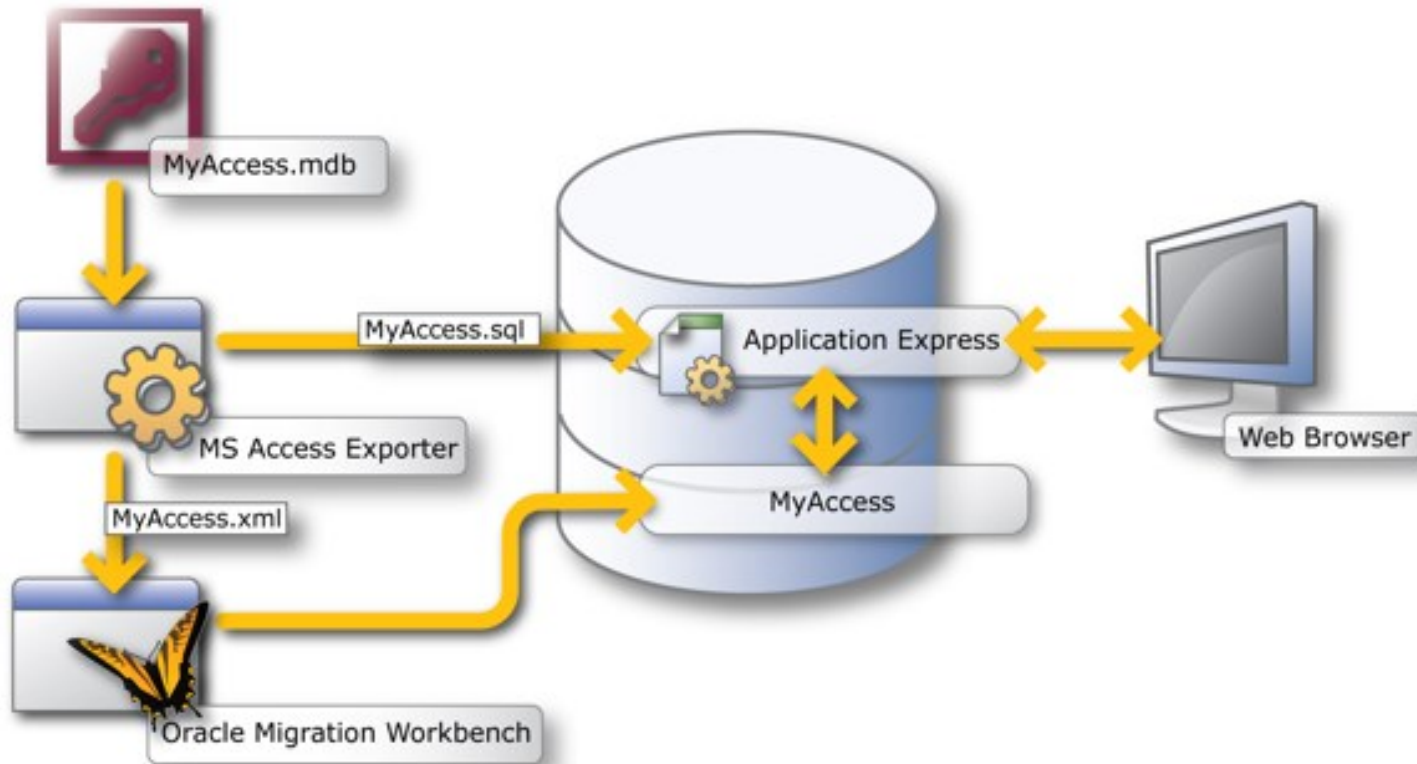 MyAccess.mdb
MyAccess.sql
Application Express
MS Access Exporter
Web Browser
MyAccess.xml
MyAccess
Oracle Migration Workbench